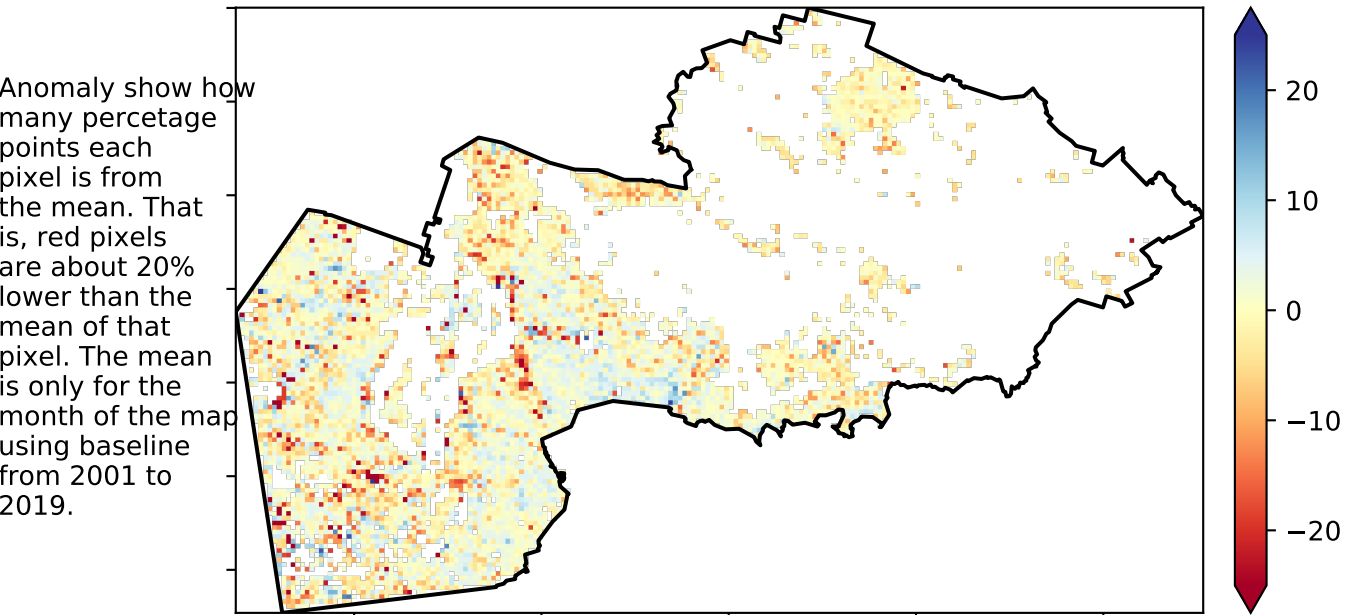 Anomaly show how
many percetage
points each
pixel is from
the mean. That
is, red pixels
are about 20%
lower than the
mean of that
pixel. The mean
is only for the
month of the map
using baseline
from 2001 to
2019.
20
10
0
−10
−20